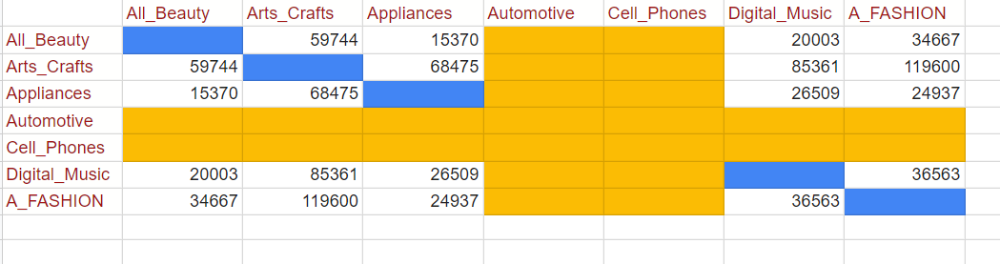 All_Beauty Arts_Crafts Appliances Automotive Cell_Phones Digital_Music A_FASHION
All_Beauty 59744 15370 20003 34667
Arts_Crafts 59744 68475 85361 119600
Appliances 15370 68475 26509 24937
Automotive
Cell_Phones
Digital_Music 20003 85361 26509 36563
A_FASHION 34667 119600 24937 36563